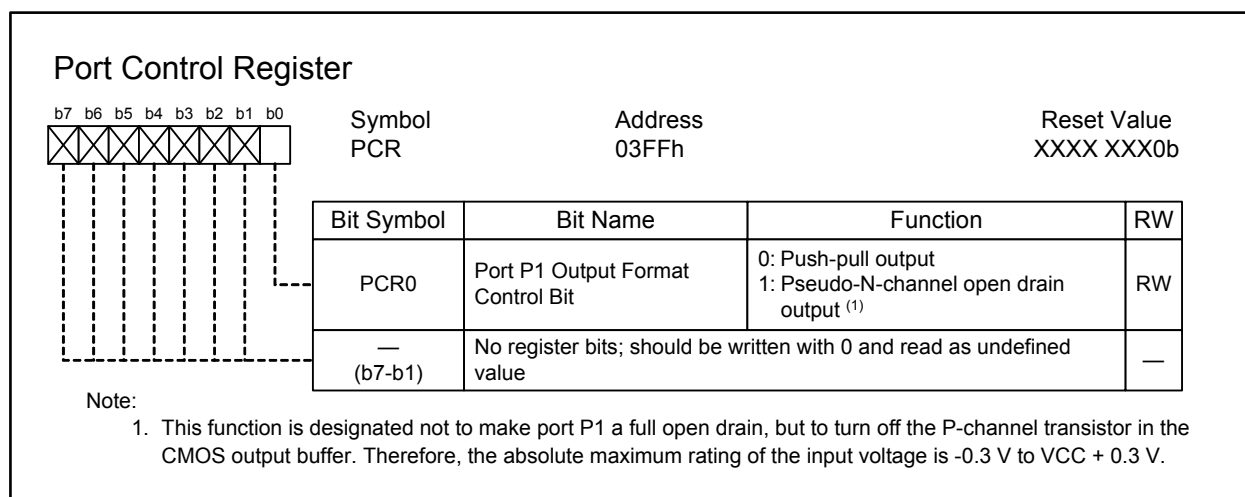 Port Control Register
b7 b6 b5 b4 b3 b2 b1 b0
Symbol Address Reset Value
PCR 03FFh XXXX XXX0b
Bit Symbol Bit Name Function RW
PCR0 Port P1 Output Format Control Bit 0: Push-pull output
1: Pseudo-N-channel open drain
output (1) RW
— (b7-b1) No register bits; should be written with 0 and read as undefined
value —
Note:
1. This function is designated not to make port P1 a full open drain, but to turn off the P-channel transistor in the
CMOS output buffer. Therefore, the absolute maximum rating of the input voltage is -0.3 V to VCC + 0.3 V.